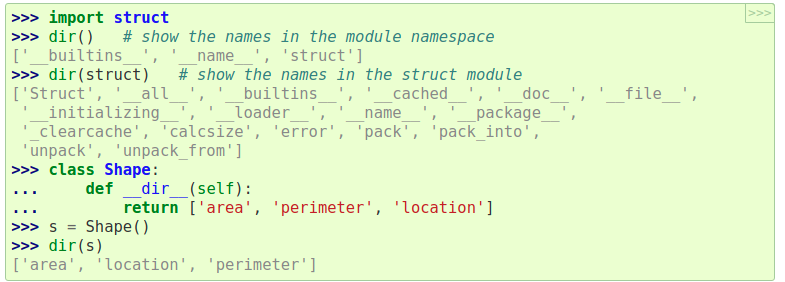 >>>
>>> import struct
>>> dir()   # show the names in the module namespace
['__builtins__', '__name__', 'struct']
>>> dir(struct)   # show the names in the struct module
['Struct', '__all__', '__builtins__', '__cached__', '__doc__', '__file__',
 '__initializing__', '__loader__', '__name__', '__package__',
 '_clearcache', 'calcsize', 'error', 'pack', 'pack_into',
 'unpack', 'unpack_from']
>>> class Shape:
...     def __dir__(self):
...         return ['area', 'perimeter', 'location']
>>> s = Shape()
>>> dir(s)
['area', 'location', 'perimeter']